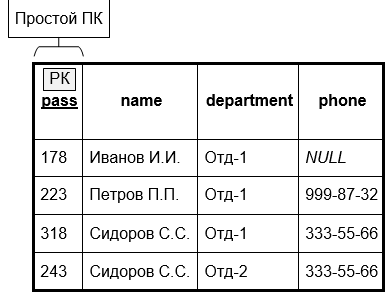 Простой ПК
PK
pass name department phone
178 Иванов И.И. Отд-1 NULL
223 Петров П.П. Отд-1 999-87-32
318 Сидоров С.С. Отд-1 333-55-66
243 Сидоров С.С. Отд-2 333-55-66